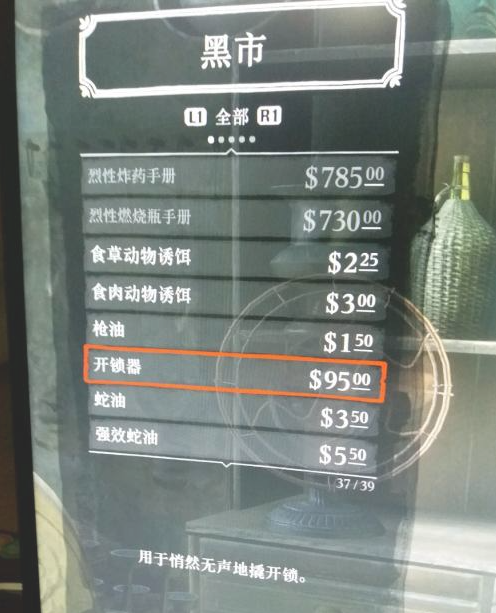 黑市
L1 全部 R1
烈性炸药手册 $78500
烈性燃烧瓶手册 $73000
食草动物诱饵 $225
食肉动物诱饵 $300
枪油 $150
开锁器 $9500
蛇油 $350
强效蛇油 $550
37/39
用于悄然无声地撬开锁。